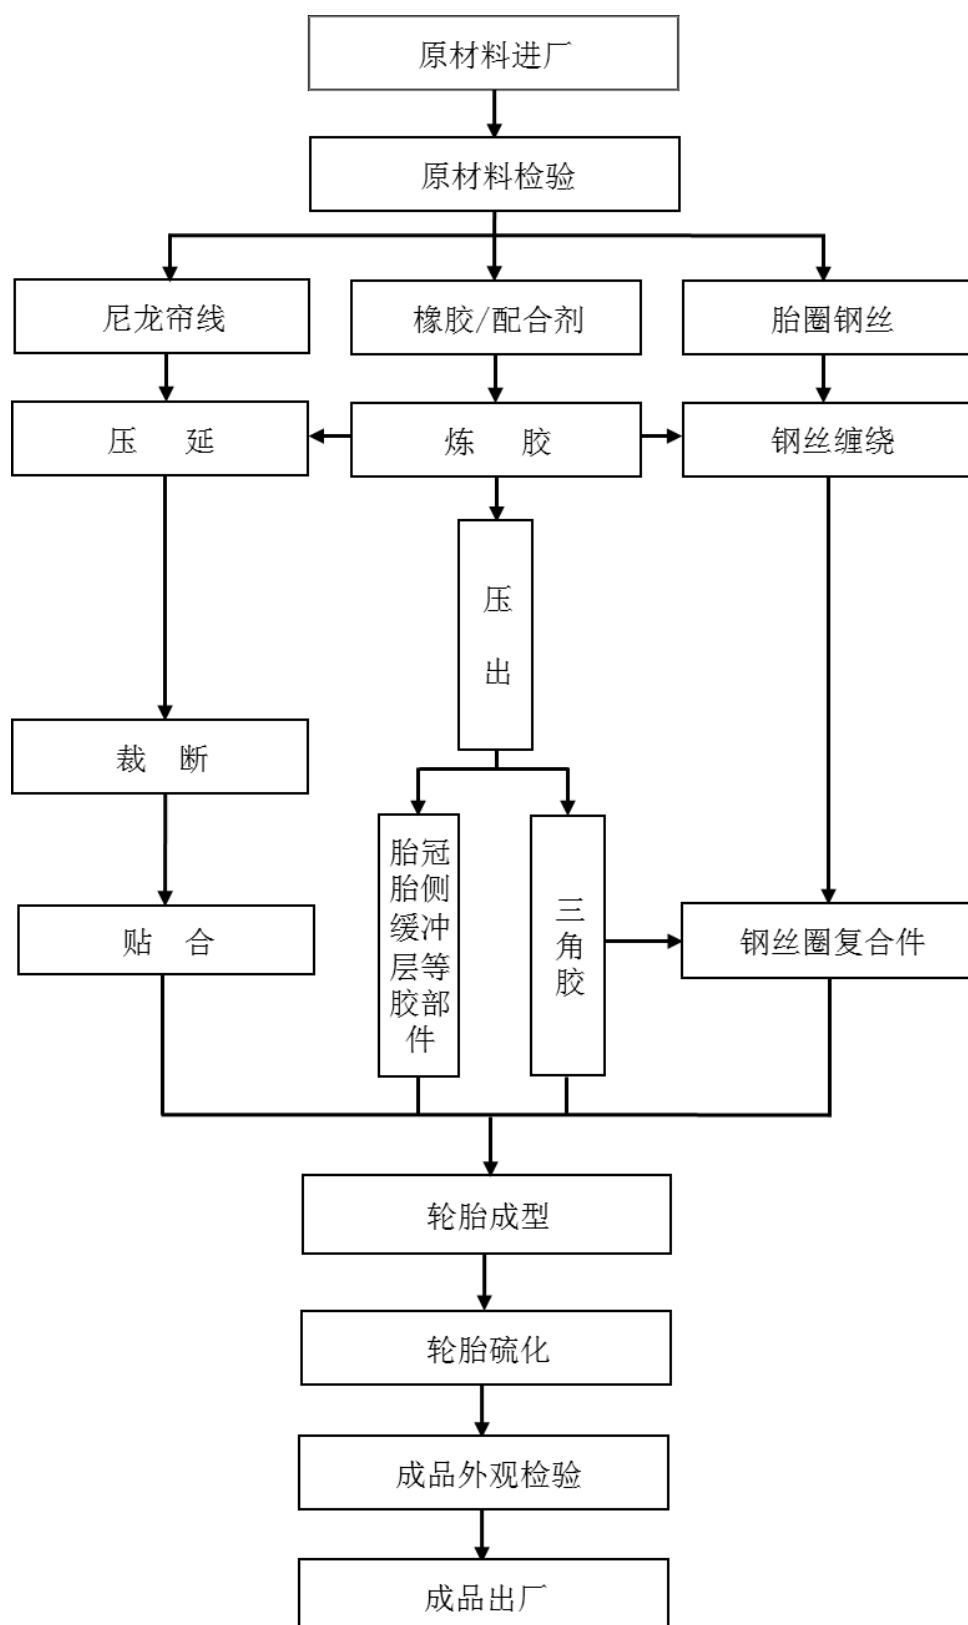 原材料进厂
原材料检验
尼龙帘线
橡胶/配合剂
胎圈钢丝
压 延
炼 胶
钢丝缠绕
压
出
裁 断
胎冠
胎侧
缓冲
层等
胶部
件
三
角
胶
贴 合
钢丝圈复合件
轮胎成型
轮胎硫化
成品外观检验
成品出厂